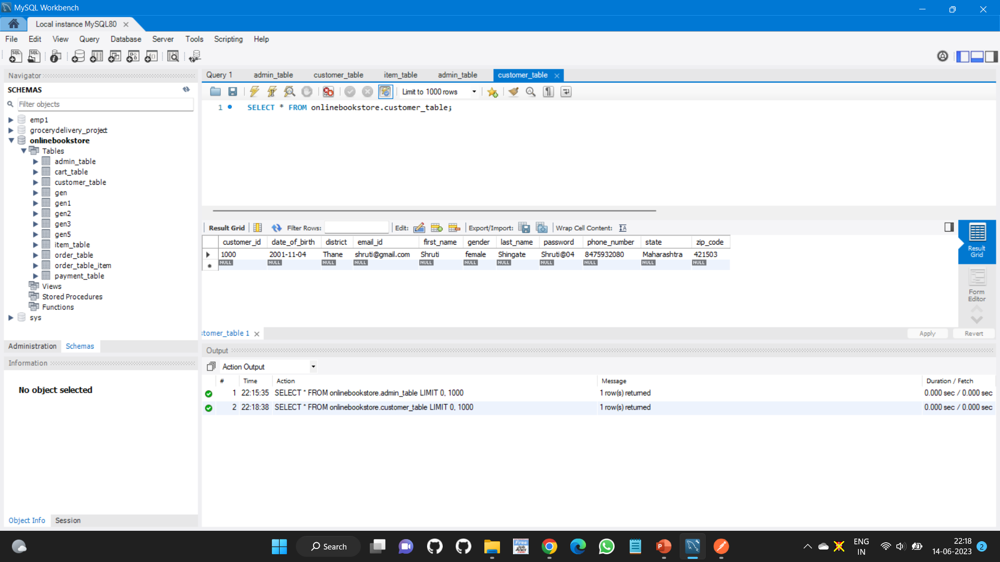 MySQL Workbench
Local instance MySQL80
File Edit View Query Database Server Tools Scripting Help
Navigator
SCHEMAS
Filter objects
emp1
grocerydelivery_project
onlinebookstore
Tables
admin_table
cart_table
customer_table
gen
gen1
gen2
gen3
gen5
item_table
order_table
order_table_item
payment_table
Views
Stored Procedures
Functions
sys
Administration Schemas
Information
No object selected
Object Info Session
Query 1 admin_table customer_table item_table admin_table customer_table
Limit to 1000 rows
1 SELECT * FROM onlinebookstore.customer_table;
Result Grid Filter Rows: Edit: Export/Import: Wrap Cell Content:
customer_id date_of_birth district email_id first_name gender last_name password phone_number state zip_code
1000 2001-11-04 Thane shruti@gmail.com Shruti female Shingate Shruti@04 8475932080 Maharashtra 421503
NULL NULL NULL NULL NULL NULL NULL NULL NULL NULL NULL
Result
Grid
Form
Editor
stomer_table 1
Apply Revert
Output
Action Output
# Time Action Message Duration / Fetch
1 22:15:35 SELECT * FROM onlinebookstore.admin_table LIMIT 0, 1000 1 row(s) returned 0.000 sec / 0.000 sec
2 22:18:38 SELECT * FROM onlinebookstore.customer_table LIMIT 0, 1000 1 row(s) returned 0.000 sec / 0.000 sec
Search
ENG
IN
22:18
14-06-2023
2